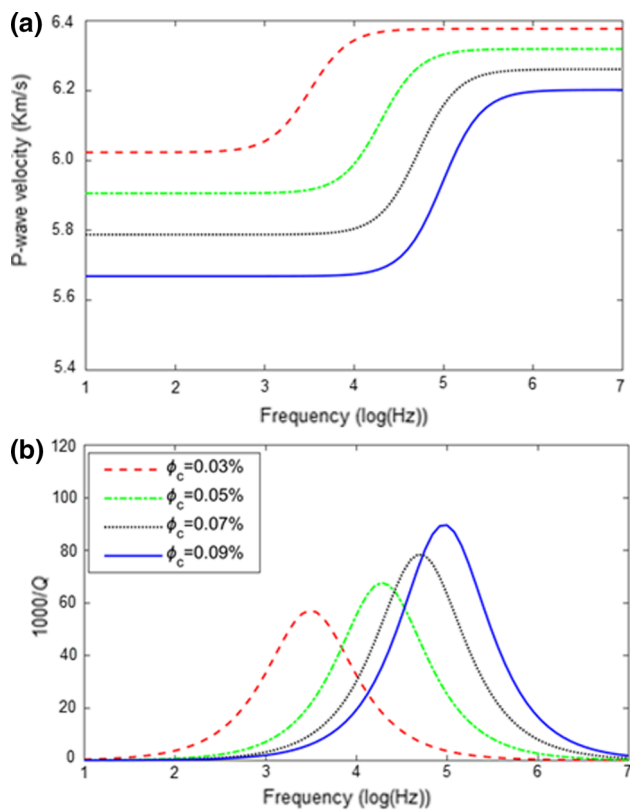 (a)
6.4
6.2
6.0
5.8
5.6
5.4
P-wave velocity (Km/s)
1 2 3 4 5 6 7
Frequency (log(Hz))
(b)
120
100
80
60
40
20
0
1000/Q
ϕc=0.03%
ϕc=0.05%
ϕc=0.07%
ϕc=0.09%
1 2 3 4 5 6 7
Frequency (log(Hz))